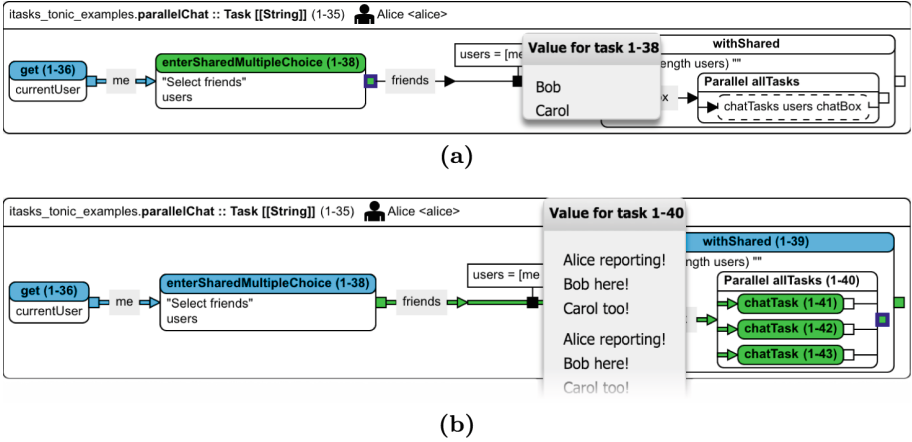 itasks_tonic_examples.parallelChat :: Task [[String]] (1-35) Alice <alice>
get (1-36)
currentUser
me
enterSharedMultipleChoice (1-38)
"Select friends"
users
friends
users = [me
Value for task 1-38
Bob
Carol
withShared
ength users) ""
x
Parallel allTasks
chatTasks users chatBox
(a)
itasks_tonic_examples.parallelChat :: Task [[String]] (1-35) Alice <alice>
get (1-36)
currentUser
me
enterSharedMultipleChoice (1-38)
"Select friends"
users
friends
users = [me
Value for task 1-40
Alice reporting!
Bob here!
Carol too!
Alice reporting!
Bob here!
Carol too!
withShared (1-39)
ngth users) ""
Parallel allTasks (1-40)
chatTask (1-41)
chatTask (1-42)
chatTask (1-43)
(b)